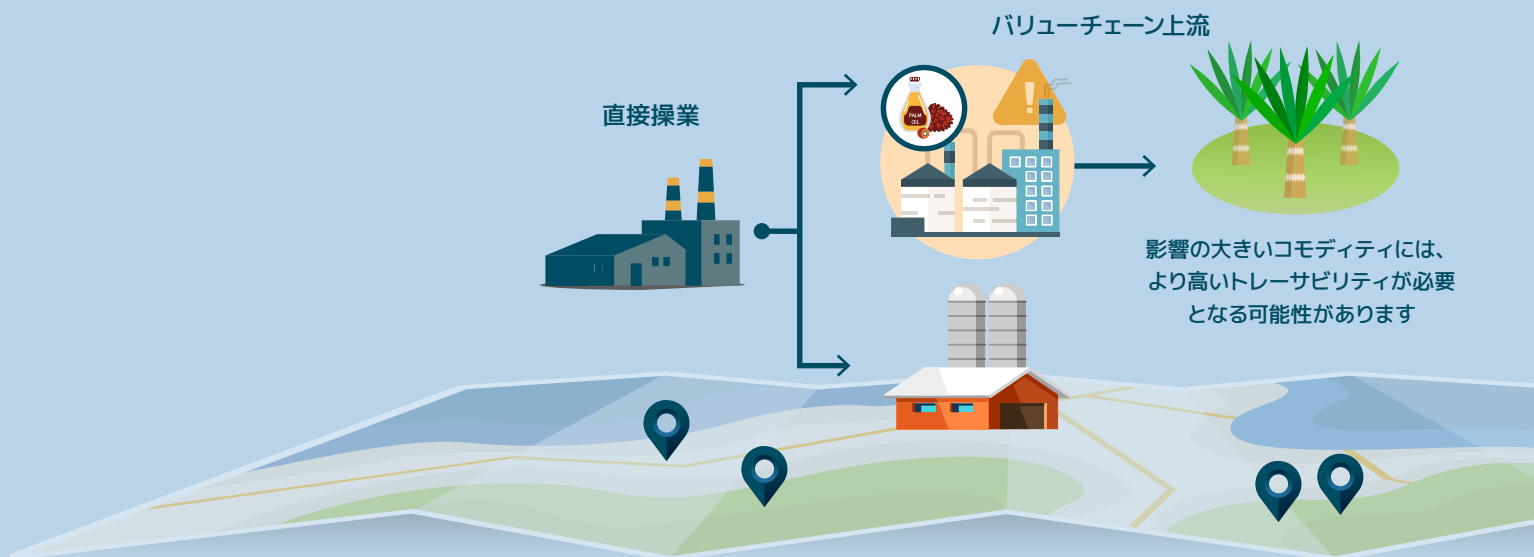 バリューチェーン上流
直接操業
PALM
OIL
影響の大きいコモディティには、
より高いトレーサビリティが必要
となる可能性があります